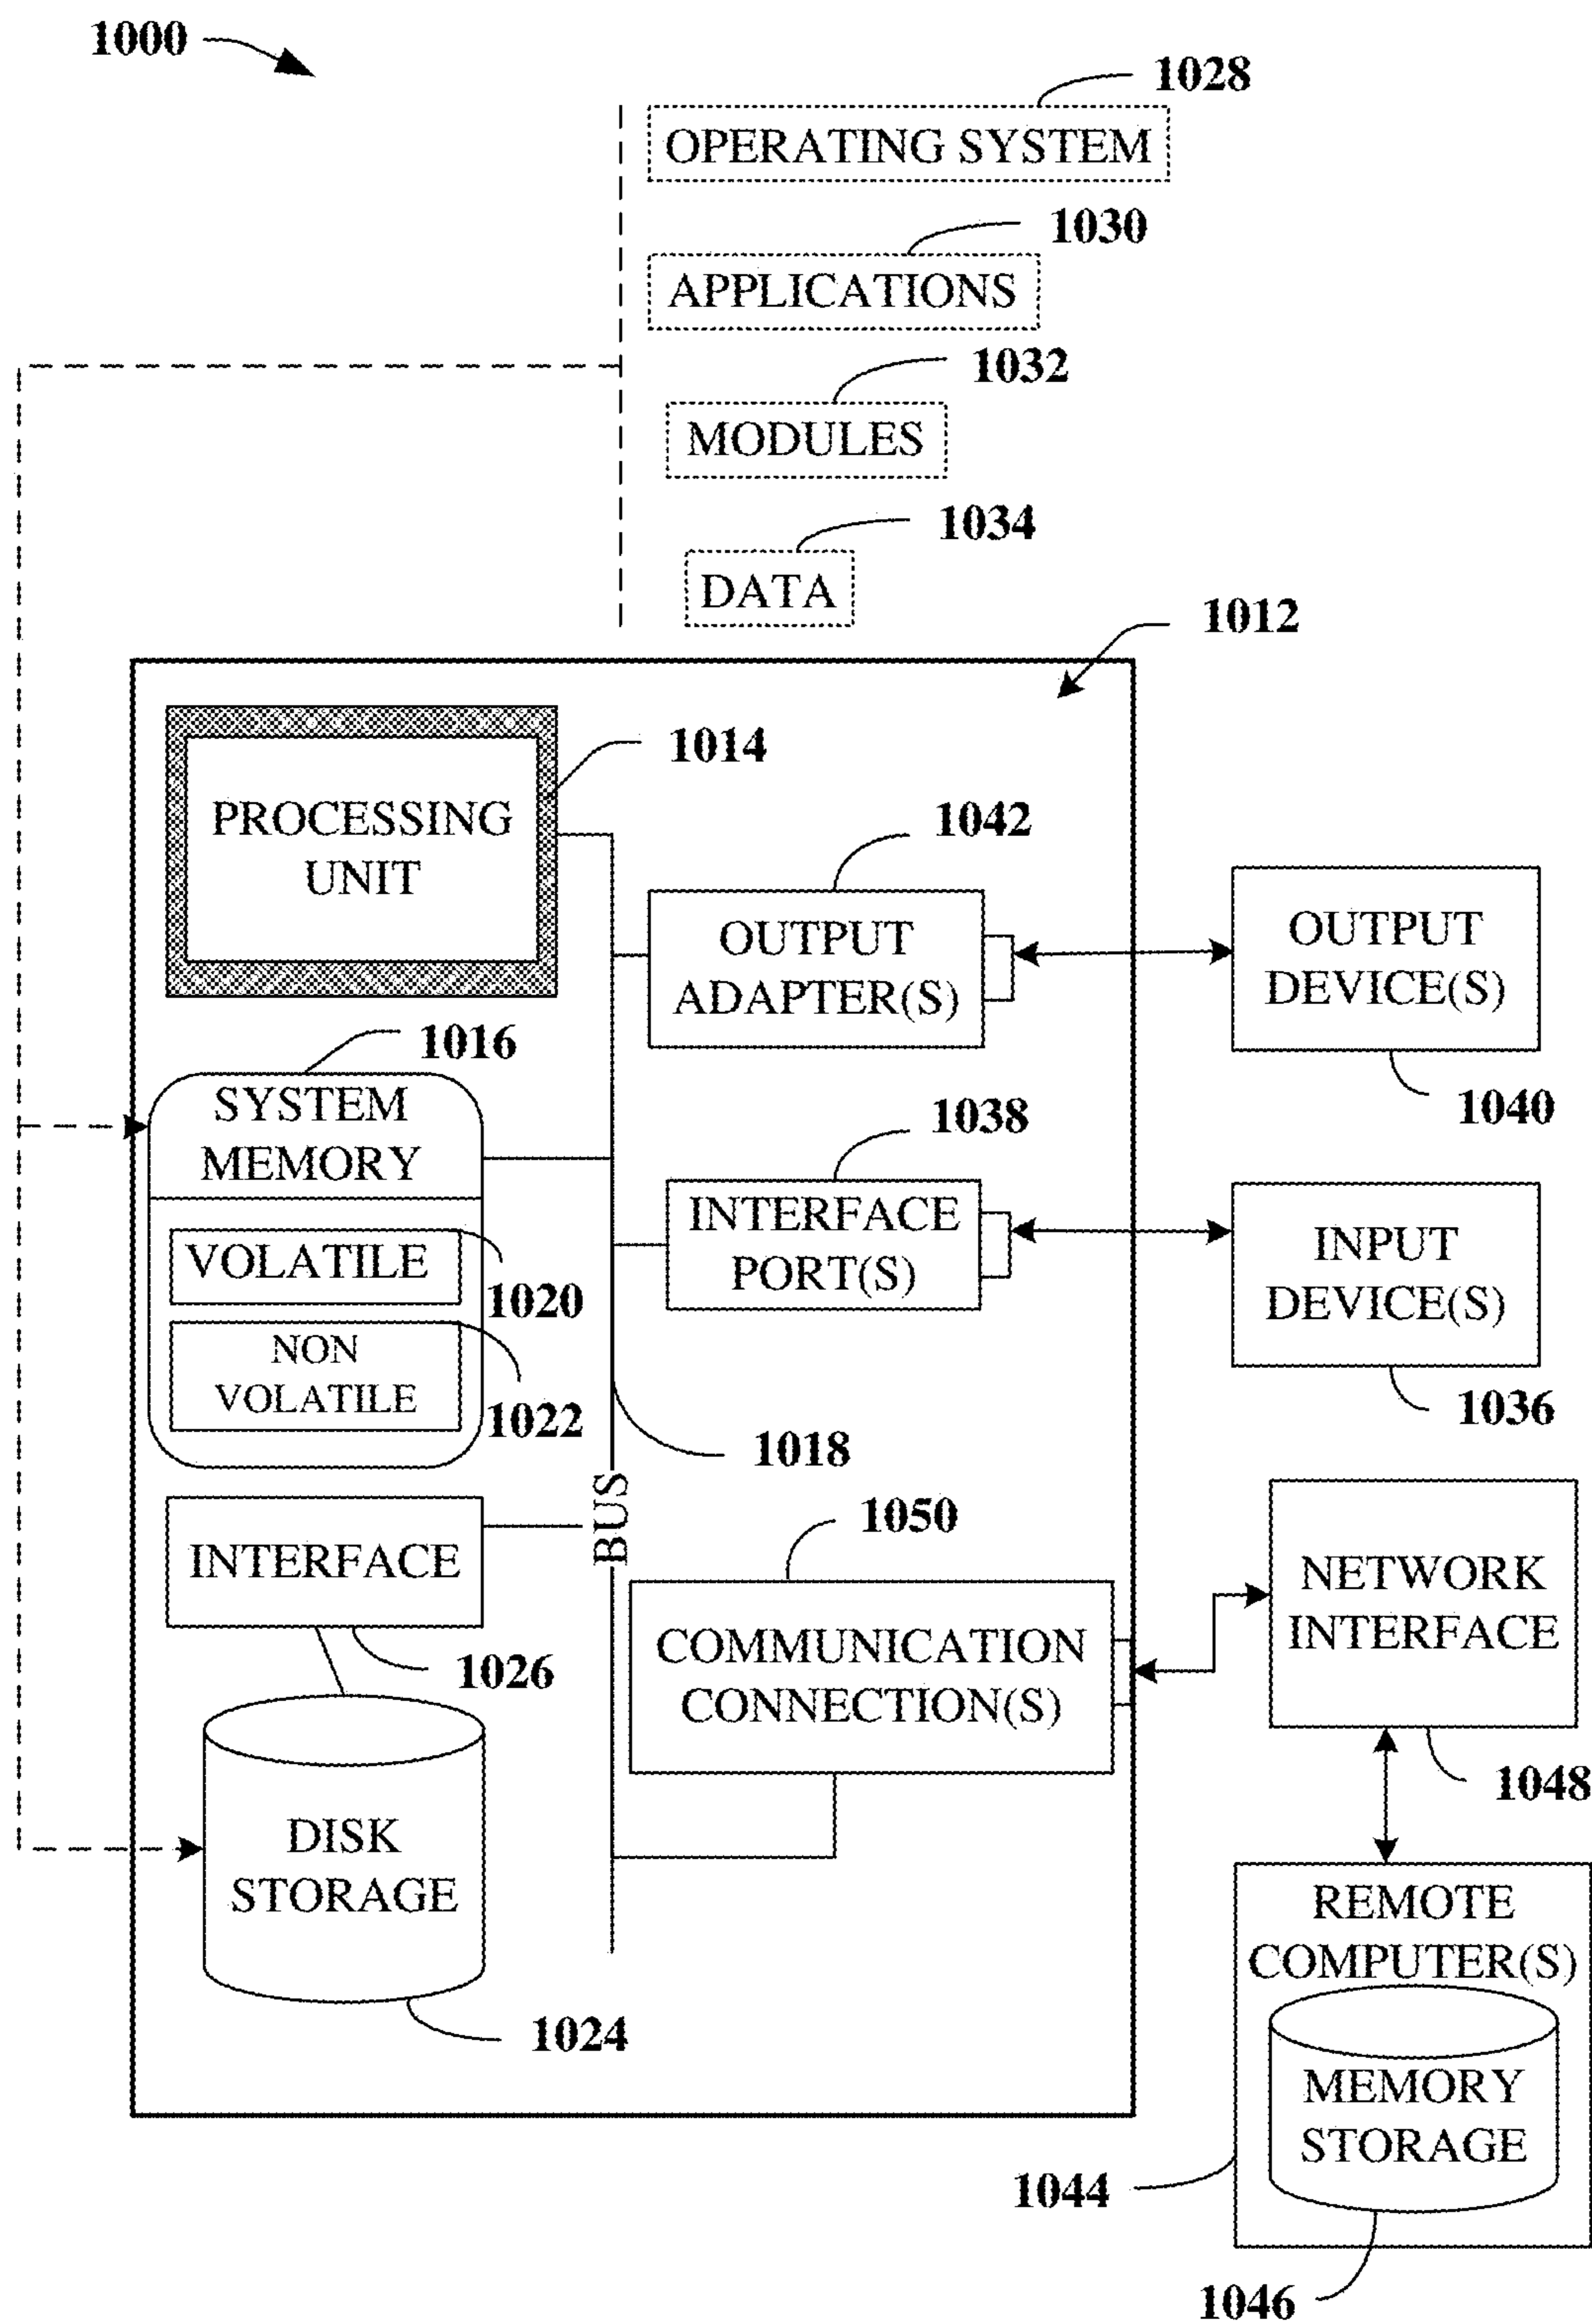 1000
1028
OPERATING SYSTEM
1030
APPLICATIONS
1032
MODULES
1034
DATA
1012
PROCESSING
UNIT
1014
1042
OUTPUT
ADAPTER(S)
OUTPUT
DEVICE(S)
1040
1016
SYSTEM
MEMORY
VOLATILE
1020
NON
VOLATILE
1022
1038
INTERFACE
PORT(S)
INPUT
DEVICE(S)
1036
1018
BUS
INTERFACE
1026
1050
COMMUNICATION
CONNECTION(S)
NETWORK
INTERFACE
1048
DISK
STORAGE
1024
REMOTE
COMPUTER(S)
MEMORY
STORAGE
1044
1046